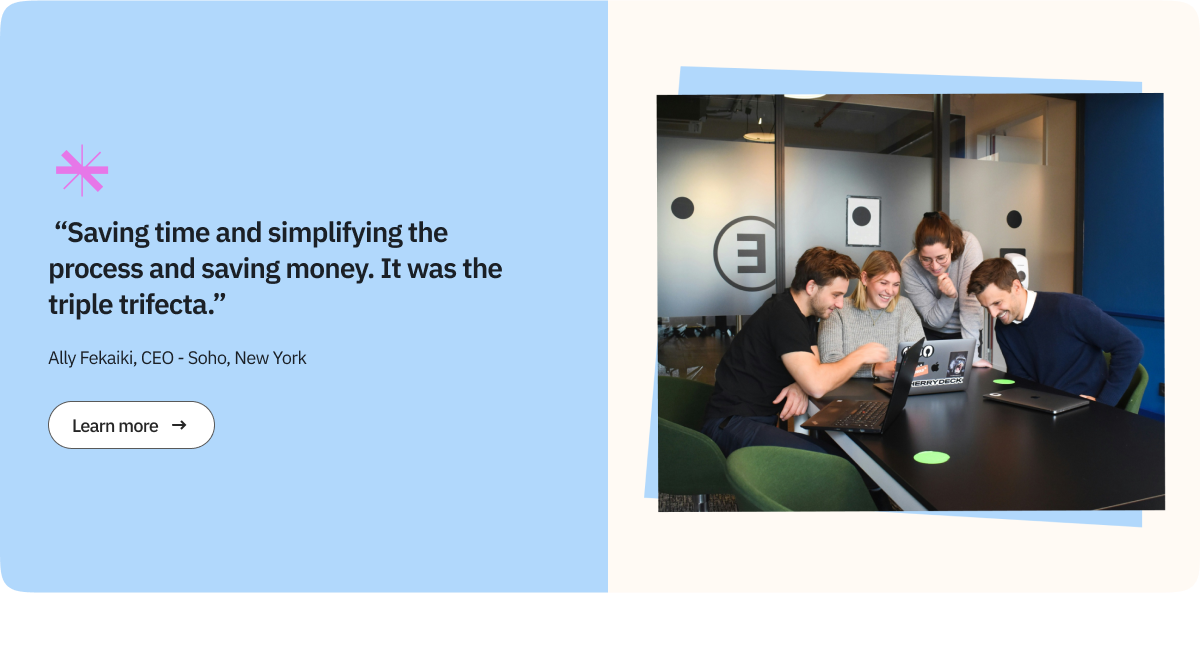 “Saving time and simplifying the
process and saving money. It was the
triple trifecta.”
Ally Fekaiki, CEO - Soho, New York
Learn more →
E
HERRYDECK